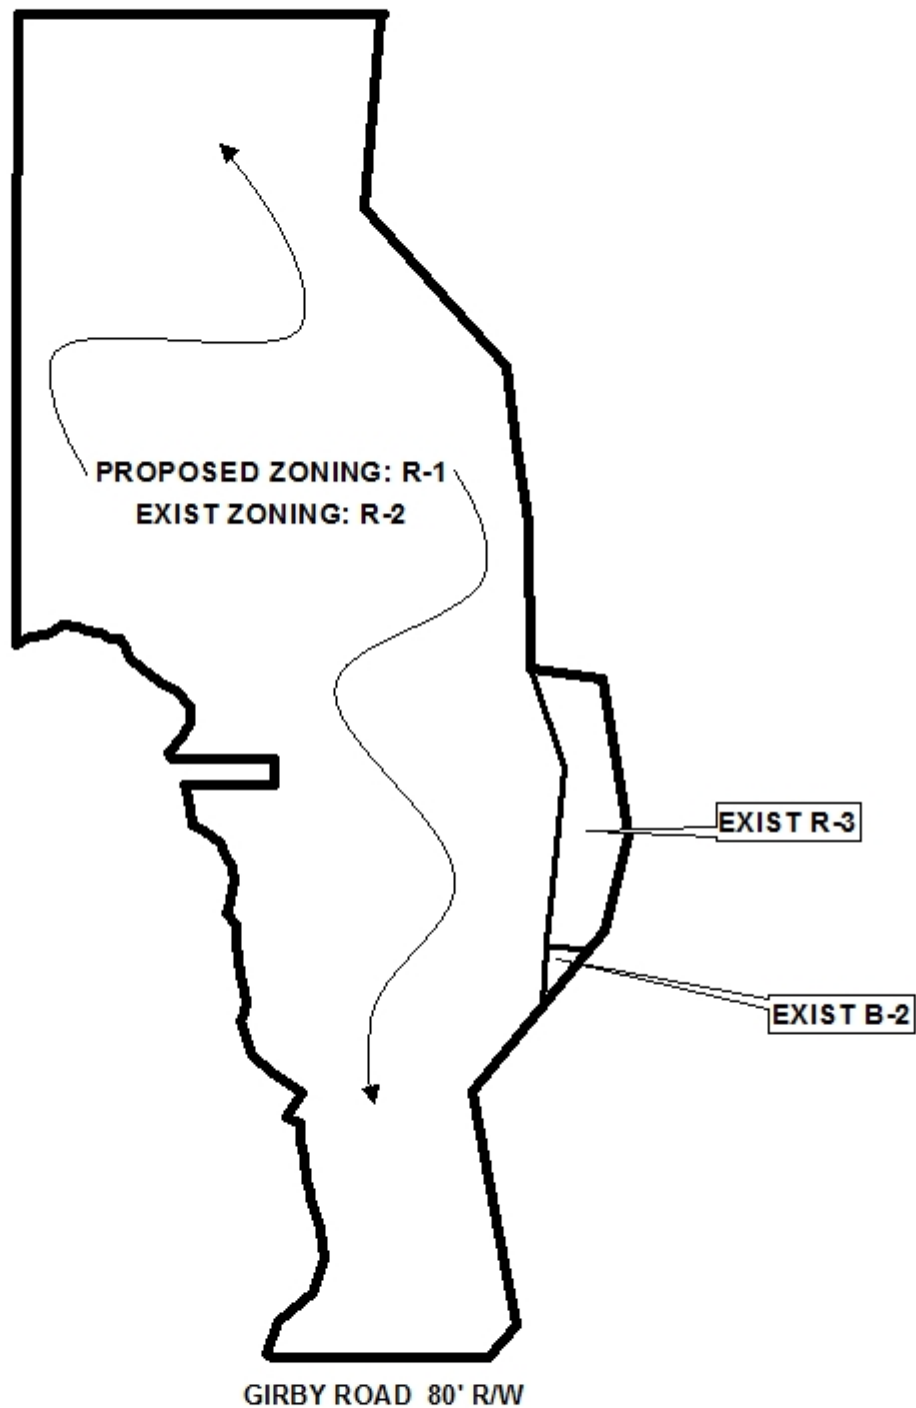 PROPOSED ZONING: R-1
EXIST ZONING: R-2
EXIST R-3
EXIST B-2
GIRBY ROAD 80' R/W